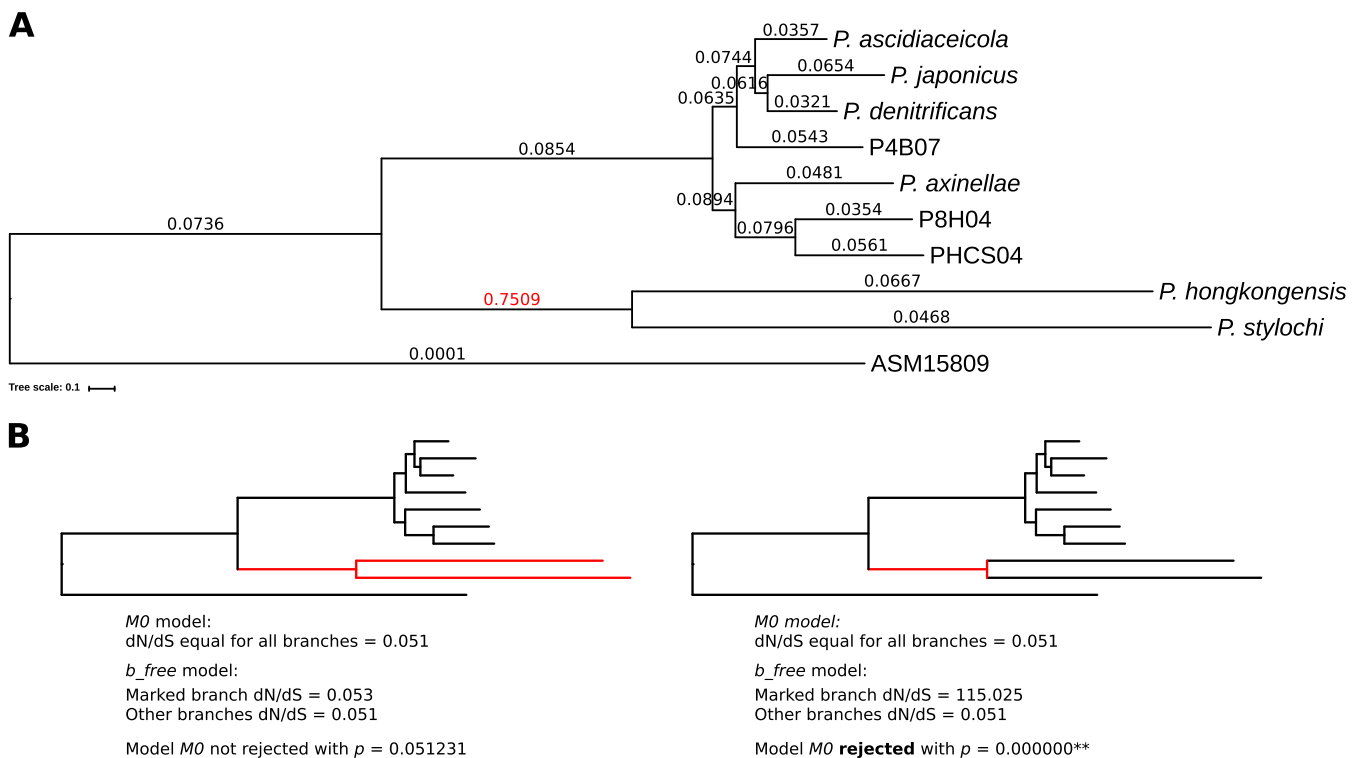 A
0.0357
P. ascidiaceicola
0.0744
0.0654
P. japonicus
0.0616
0.0635
0.0321
P. denitrificans
0.0543
P4B07
0.0854
0.0481
P. axinellae
0.0894
0.0354
P8H04
0.0736
0.0796
0.0561
PHCS04
0.0667
P. hongkongensis
0.7509
0.0468
P. stylochi
0.0001
ASM15809
Tree scale: 0.1
B
M0 model:
dN/dS equal for all branches = 0.051
b_free model:
Marked branch dN/dS = 0.053
Other branches dN/dS = 0.051
Model M0 not rejected with p = 0.051231
M0 model:
dN/dS equal for all branches = 0.051
b_free model:
Marked branch dN/dS = 115.025
Other branches dN/dS = 0.051
Model M0 rejected with p = 0.000000**